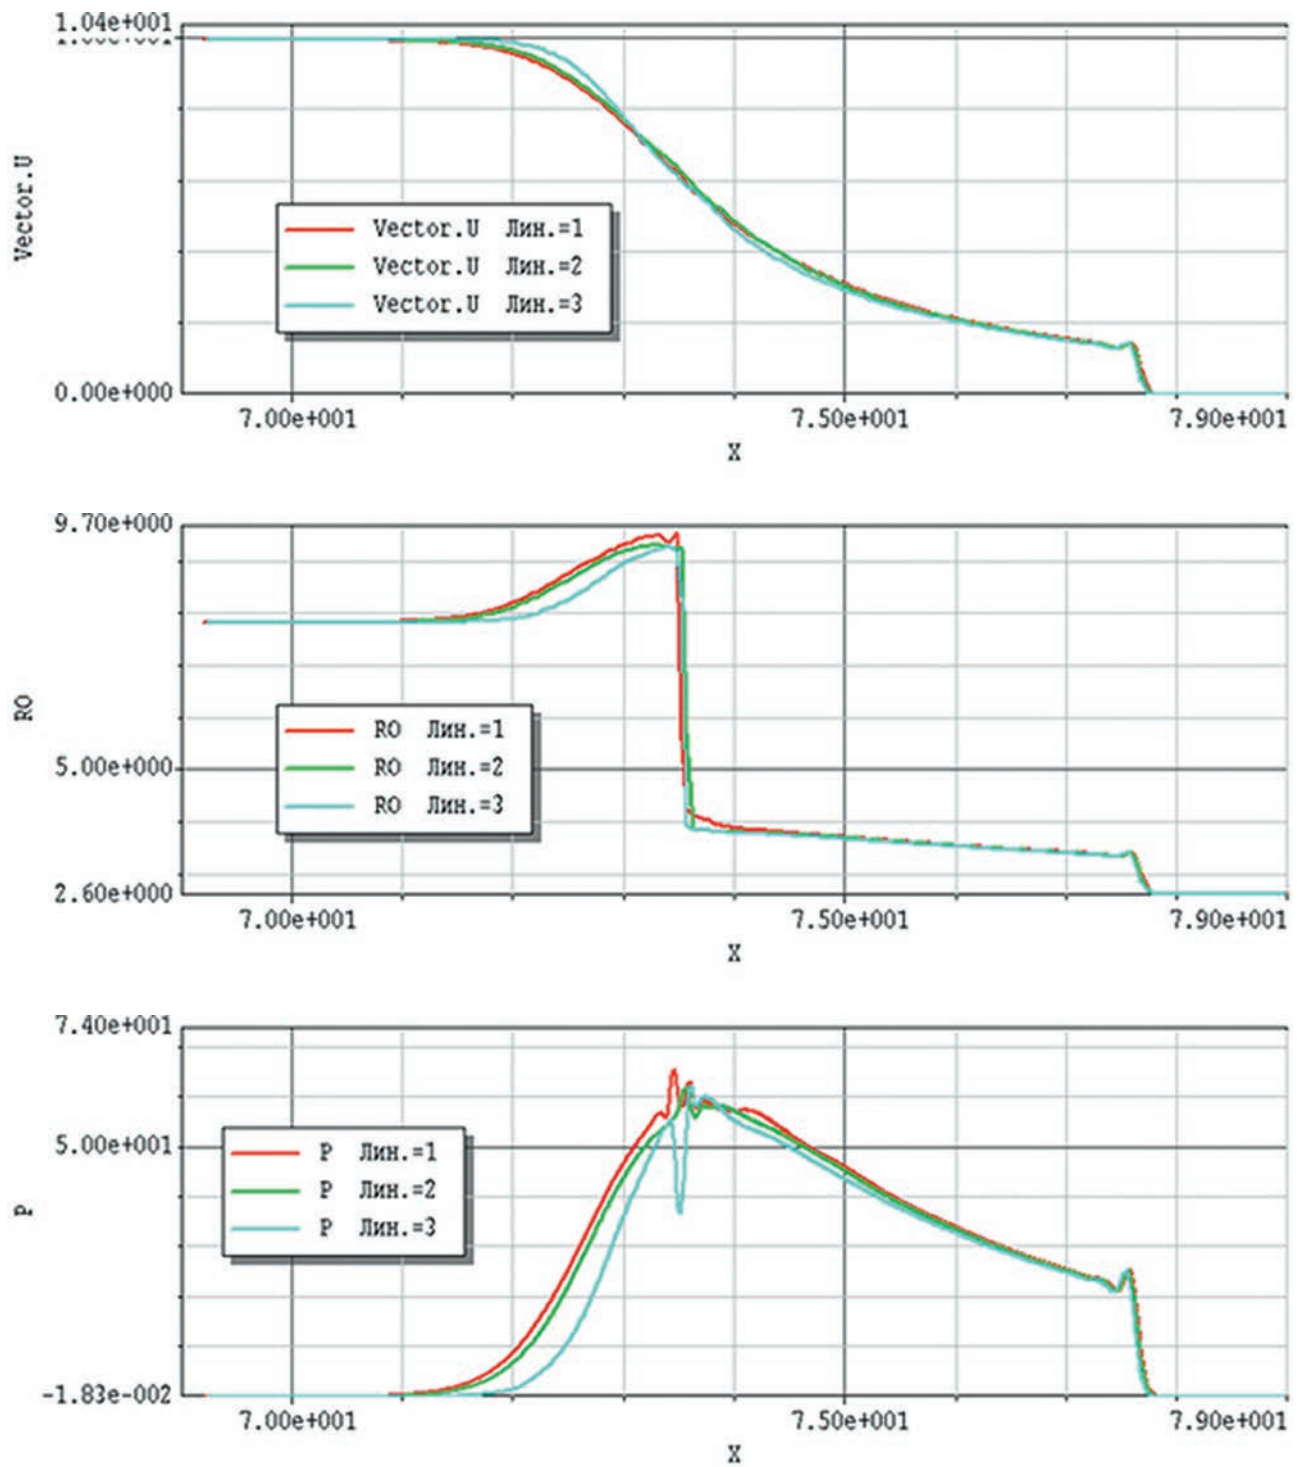 1.04e+001
1.00e+001
Vector.U
Vector.U Лин.=1
Vector.U Лин.=2
Vector.U Лин.=3
0.00e+000
7.00e+001 7.50e+001 7.90e+001
X
9.70e+000
RO
RO Лин.=1
5.00e+000
RO Лин.=2
RO Лин.=3
2.60e+000
7.00e+001 7.50e+001 7.90e+001
X
7.40e+001
5.00e+001
P Лин.=1
P Лин.=2
P
P Лин.=3
-1.83e-002
7.00e+001 7.50e+001 7.90e+001
X